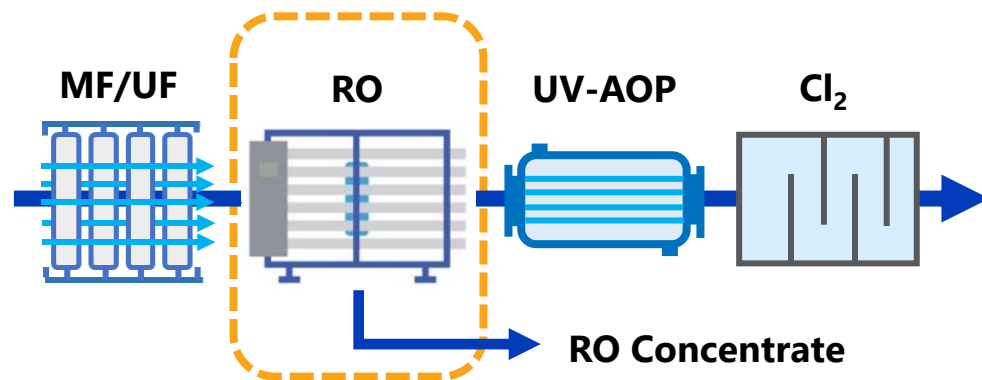 MF/UF
RO
UV-AOP
Cl₂
RO Concentrate